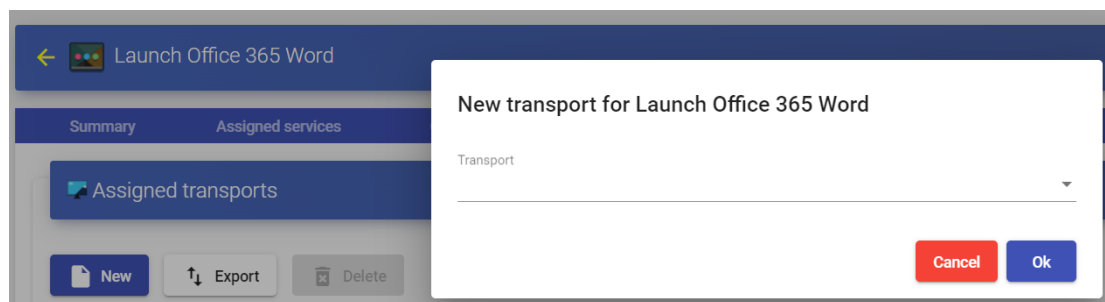 Launch Office 365 Word
Summary
Assigned services
Assigned transports
New
Export
Delete
New transport for Launch Office 365 Word
Transport
Cancel
Ok